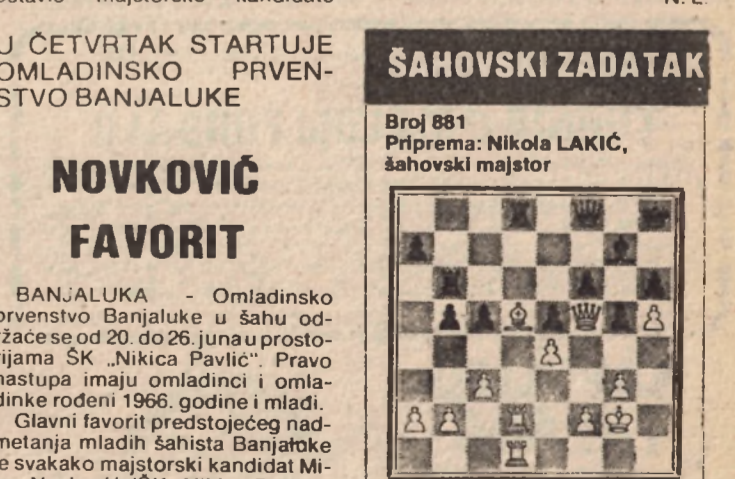 U ČETVRTAK STARTUJE
OMLADINSKO PRVEN-
STVO BANJALUKE
NOVKOVIĆ
FAVORIT
BANJALUKA - Omladinsko
prvenstvo Banjaluke u šahu od-
žaće se od 20. do 26. juna u prosto-
ijama ŠK „Nikica Pavlić". Pravo
nastupa imaju omladinci i omla-
dinke rođeni 1966. godine i mlađi.
Glavni favorit predstojećeg nad-
metanja mladih šahista Banjaluke
e svakako majstorski kandidat Mi-
ŠAHOVSKI ZADATAK
Broj 881
Priprema: Nikola LAKIĆ,
šahovski majstor